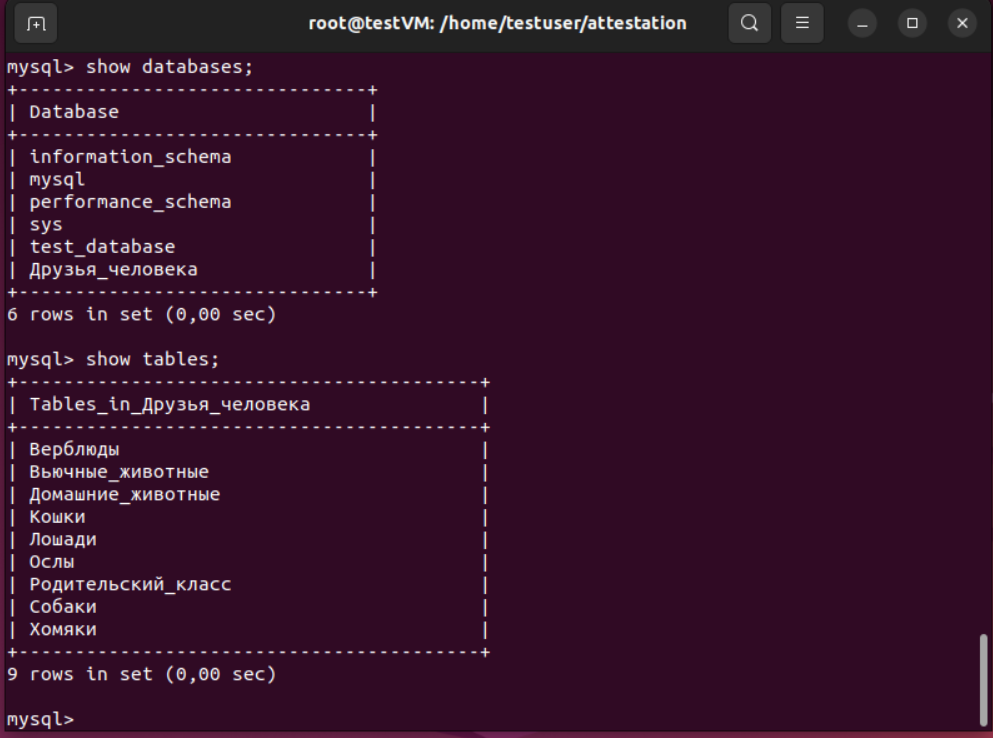 root@testVM: /home/testuser/attestation
mysql> show databases;
+-------------------------------+
| Database                      |
+-------------------------------+
| information_schema            |
| mysql                         |
| performance_schema            |
| sys                           |
| test_database                 |
| Друзья_человека               |
+-------------------------------+
6 rows in set (0,00 sec)
mysql> show tables;
+-----------------------------------------+
| Tables_in_Друзья_человека               |
+-----------------------------------------+
| Верблюды                                |
| Вьючные_животные                        |
| Домашние_животные                       |
| Кошки                                   |
| Лошади                                  |
| Ослы                                    |
| Родительский_класс                      |
| Собаки                                  |
| Хомяки                                  |
+-----------------------------------------+
9 rows in set (0,00 sec)
mysql>